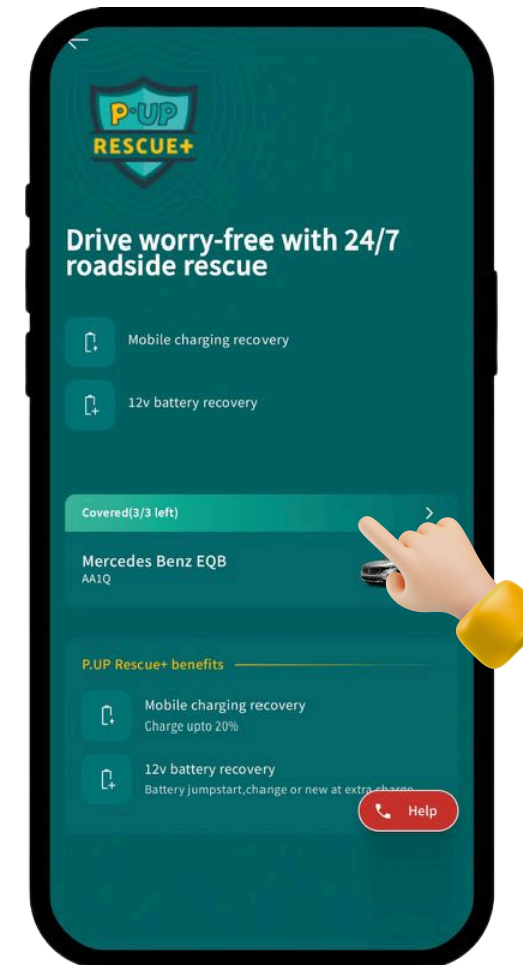 P·UP
RESCUE+
Drive worry-free with 24/7
roadside rescue
Mobile charging recovery
12v battery recovery
Covered(3/3 left)
Mercedes Benz EQB
AA1Q
P.UP Rescue+ benefits
Mobile charging recovery
Charge upto 20%
12v battery recovery
Battery jumpstart,change or new at extra charge
Help